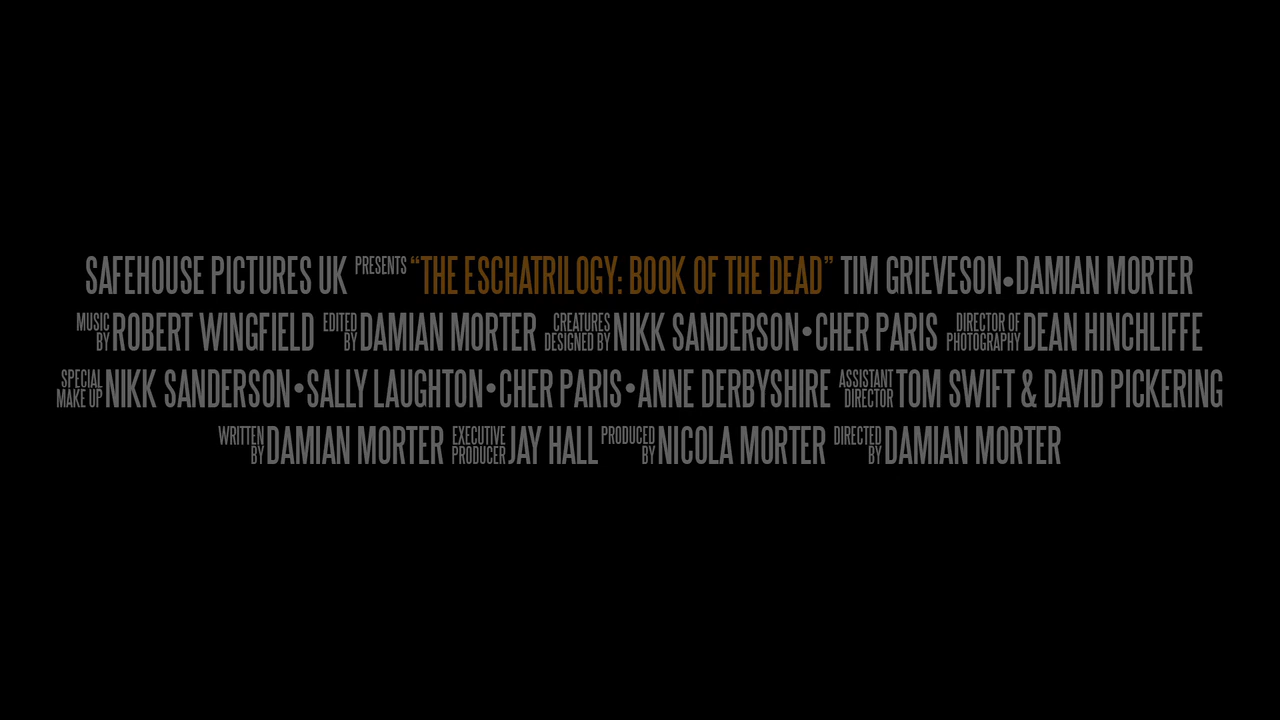 SAFEHOUSE PICTURES UK PRESENTS “THE ESCHATRILOGY: BOOK OF THE DEAD” TIM GRIEVESON•DAMIAN MORTER
MUSIC BY ROBERT WINGFIELD EDITED BY DAMIAN MORTER CREATURES DESIGNED BY NIKK SANDERSON•CHER PARIS DIRECTOR OF PHOTOGRAPHY DEAN HINCHLIFFE
SPECIAL MAKE UP NIKK SANDERSON•SALLY LAUGHTON•CHER PARIS•ANNE DERBYSHIRE ASSISTANT DIRECTOR TOM SWIFT & DAVID PICKERING
WRITTEN BY DAMIAN MORTER EXECUTIVE PRODUCER JAY HALL PRODUCED BY NICOLA MORTER DIRECTED BY DAMIAN MORTER